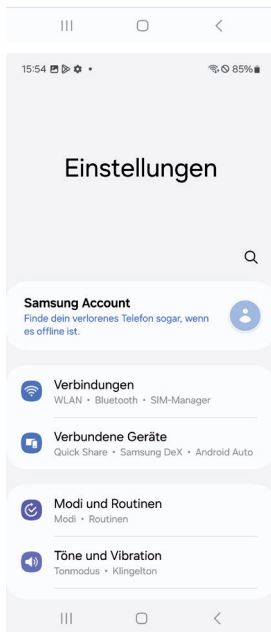 15:54
85%
Einstellungen
Samsung Account
Finde dein verlorenes Telefon sogar, wenn
es offline ist.
Verbindungen
WLAN • Bluetooth • SIM-Manager
Verbundene Geräte
Quick Share • Samsung DeX • Android Auto
Modi und Routinen
Modi • Routinen
Töne und Vibration
Tonmodus • Klingelton